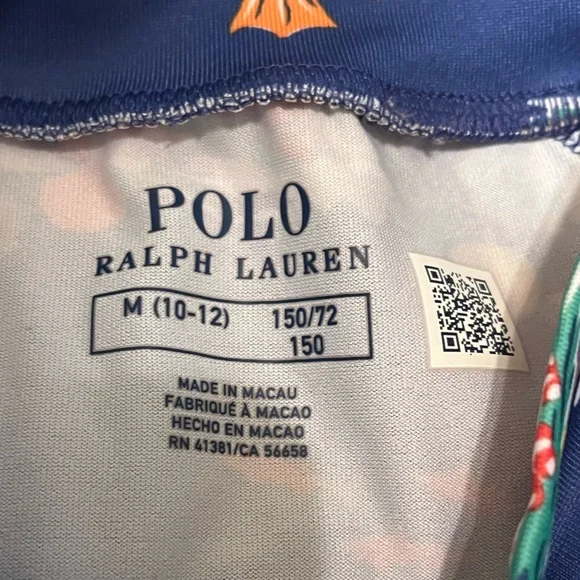 POLO
RALPH LAUREN
M (10-12) 150/72
150
MADE IN MACAU
FABRIQUÉ À MACAO
HECHO EN MACAO
RN 41381/CA 56658